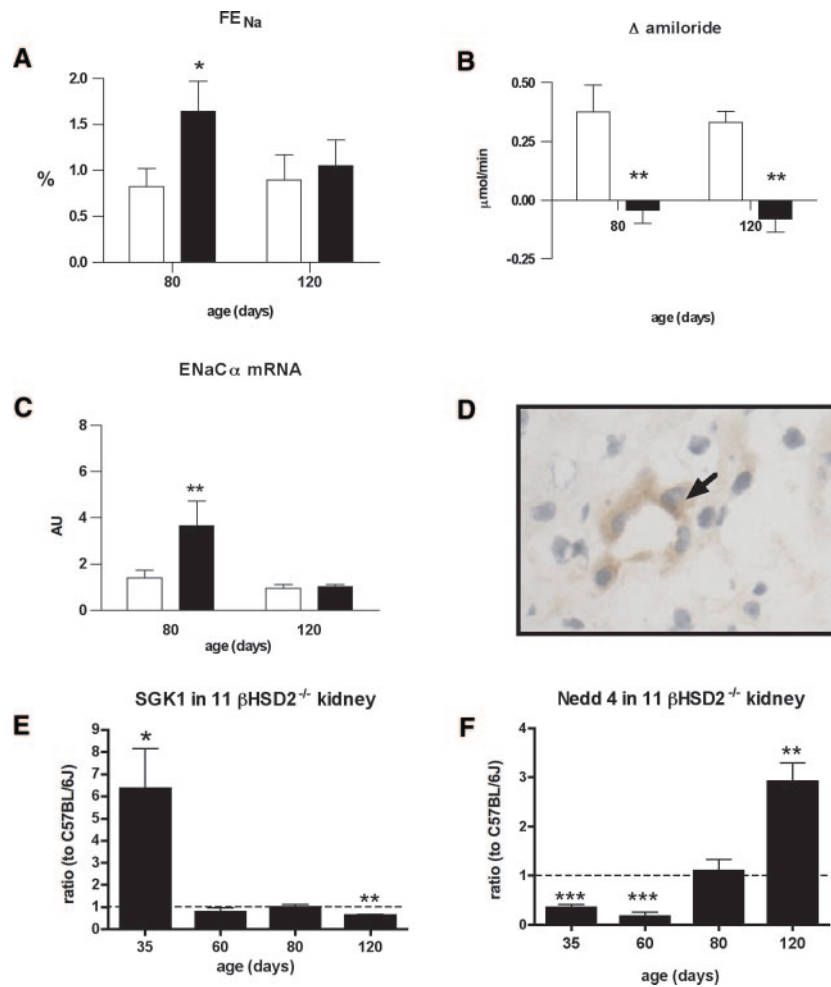 FE Na
A
*
2.0
1.5
1.0
0.5
0.0
%
80
120
age (days)
Δ amiloride
B
0.50
0.25
0.00
-0.25
μmol/min
**
**
80
120
age (days)
ENaC α mRNA
C
8
6
4
2
0
AU
**
80
120
age (days)
D
SGK1 in 11 βHSD2-/- kidney
E
9
8
7
6
5
4
3
2
1
0
ratio (to C57BL/6J)
*
**
35
60
80
120
age (days)
Nedd 4 in 11 βHSD2-/- kidney
F
4
3
2
1
0
ratio (to C57BL/6J)
***
***
**
35
60
80
120
age (days)